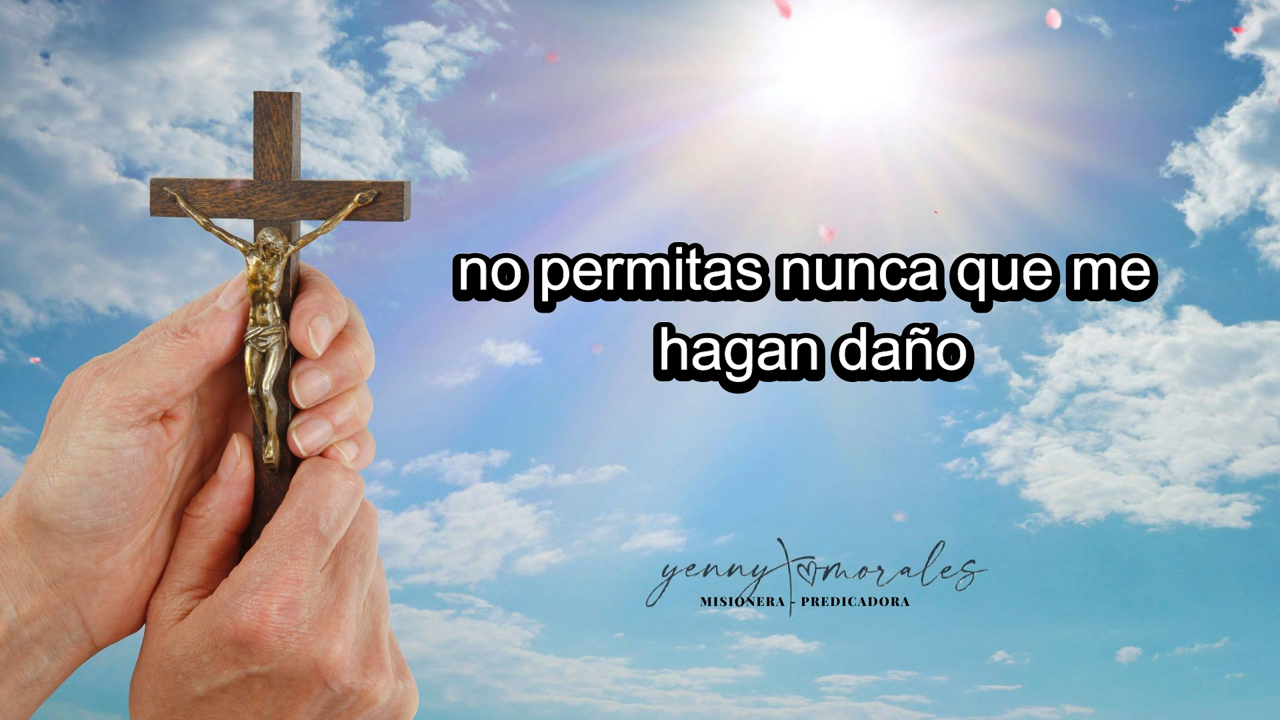 no permitas nunca que me
hagan daño
yenny morales
MISIONERA - PREDICADORA